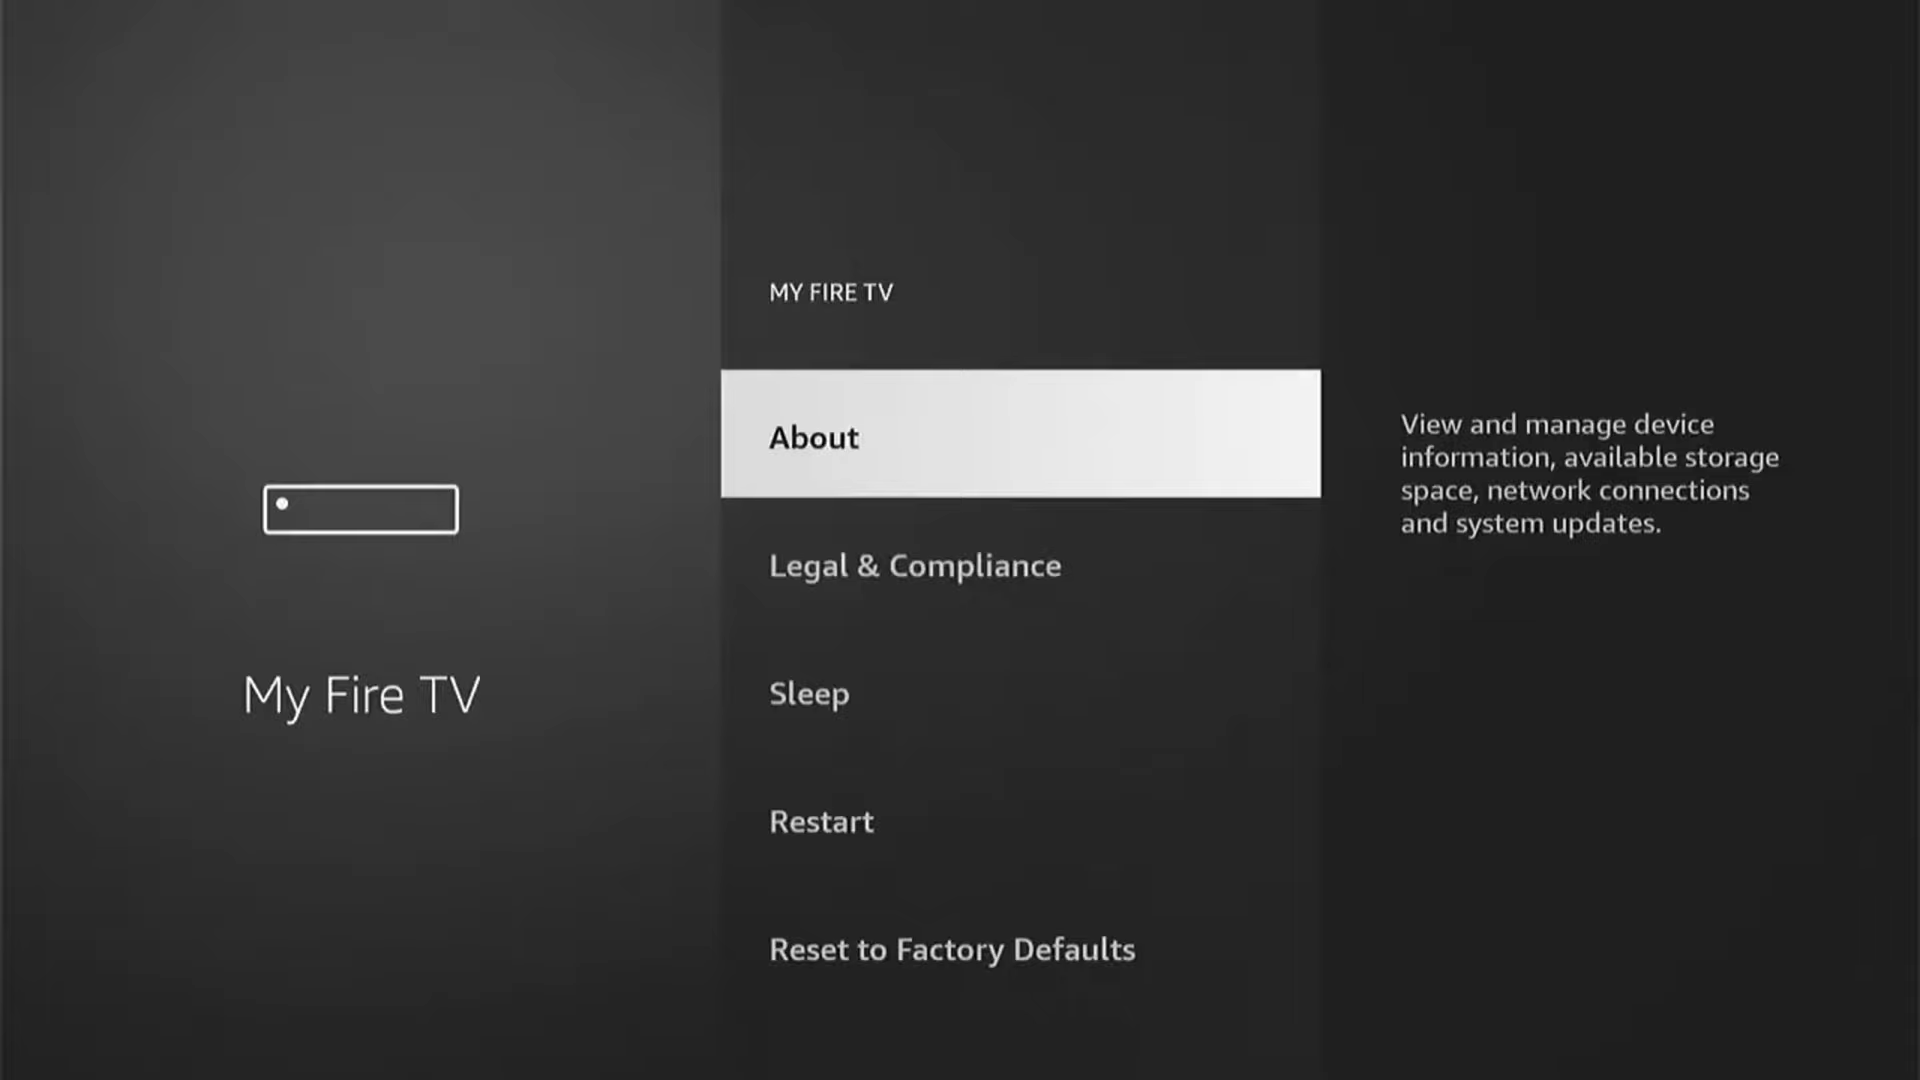 My Fire TV
MY FIRE TV
About
Legal & Compliance
Sleep
Restart
Reset to Factory Defaults
View and manage device
information, available storage
space, network connections
and system updates.